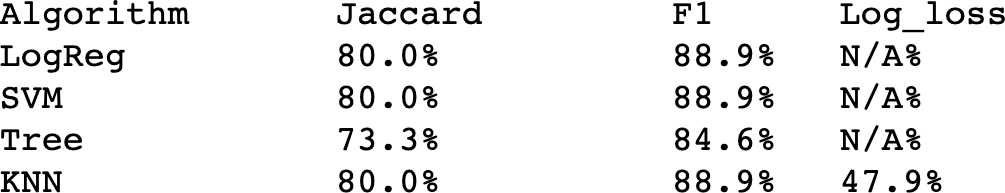 Algorithm Jaccard F1 Log_loss
LogReg 80.0% 88.9% N/A%
SVM 80.0% 88.9% N/A%
Tree 73.3% 84.6% N/A%
KNN 80.0% 88.9% 47.9%